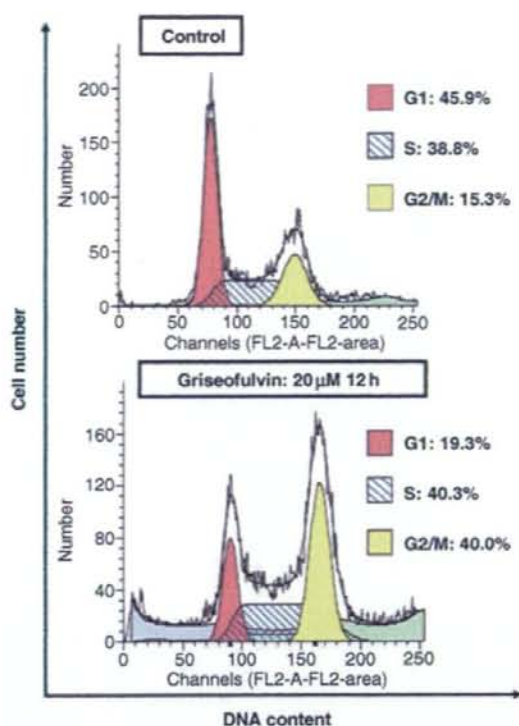 Control
Number
200
150
100
50
0
G1: 45.9%
S: 38.8%
G2/M: 15.3%
0 50 100 150 200 250
Channels (FL2-A-FL2-area)
Cell number
Griseofulvin: 20 μM 12 h
Number
160
120
80
40
0
G1: 19.3%
S: 40.3%
G2/M: 40.0%
0 50 100 150 200 250
Channels (FL2-A-FL2-area)
DNA content